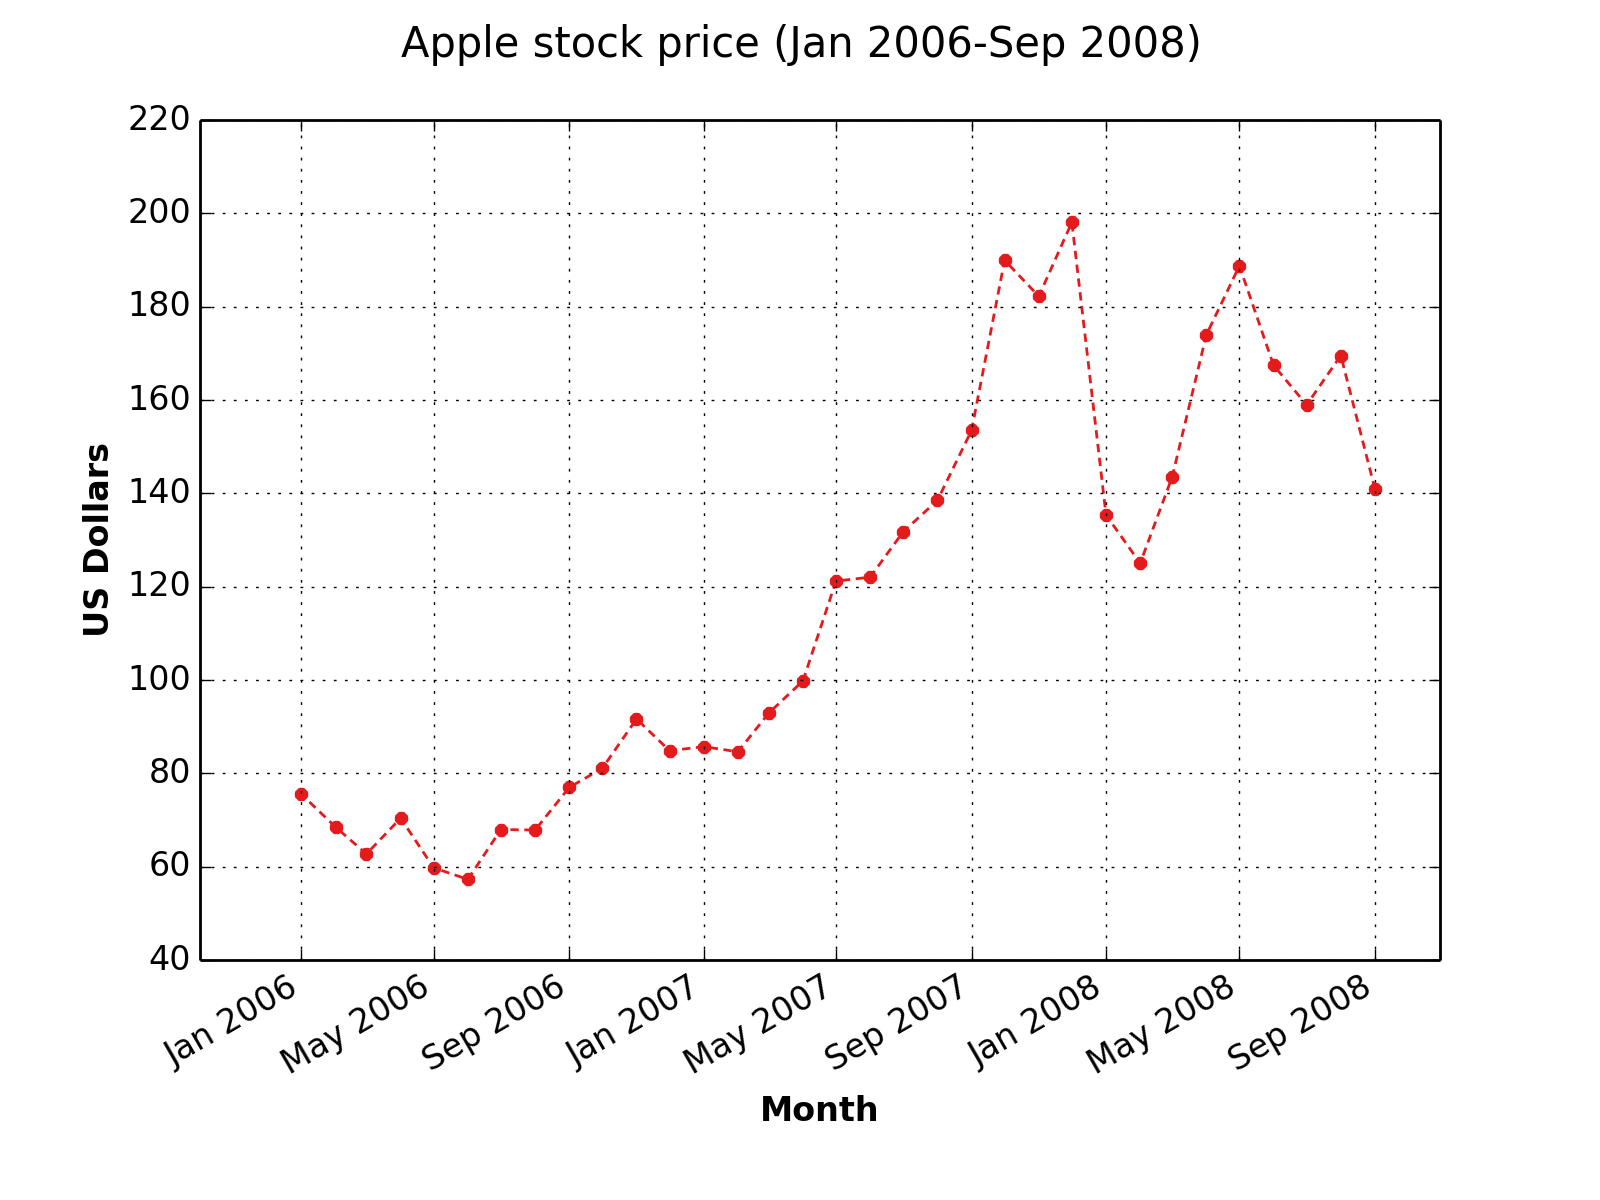 Apple stock price (Jan 2006-Sep 2008)
220
200
180
160
140
120
100
80
60
40
US Dollars
Jan 2006
May 2006
Sep 2006
Jan 2007
May 2007
Sep 2007
Jan 2008
May 2008
Sep 2008
Month